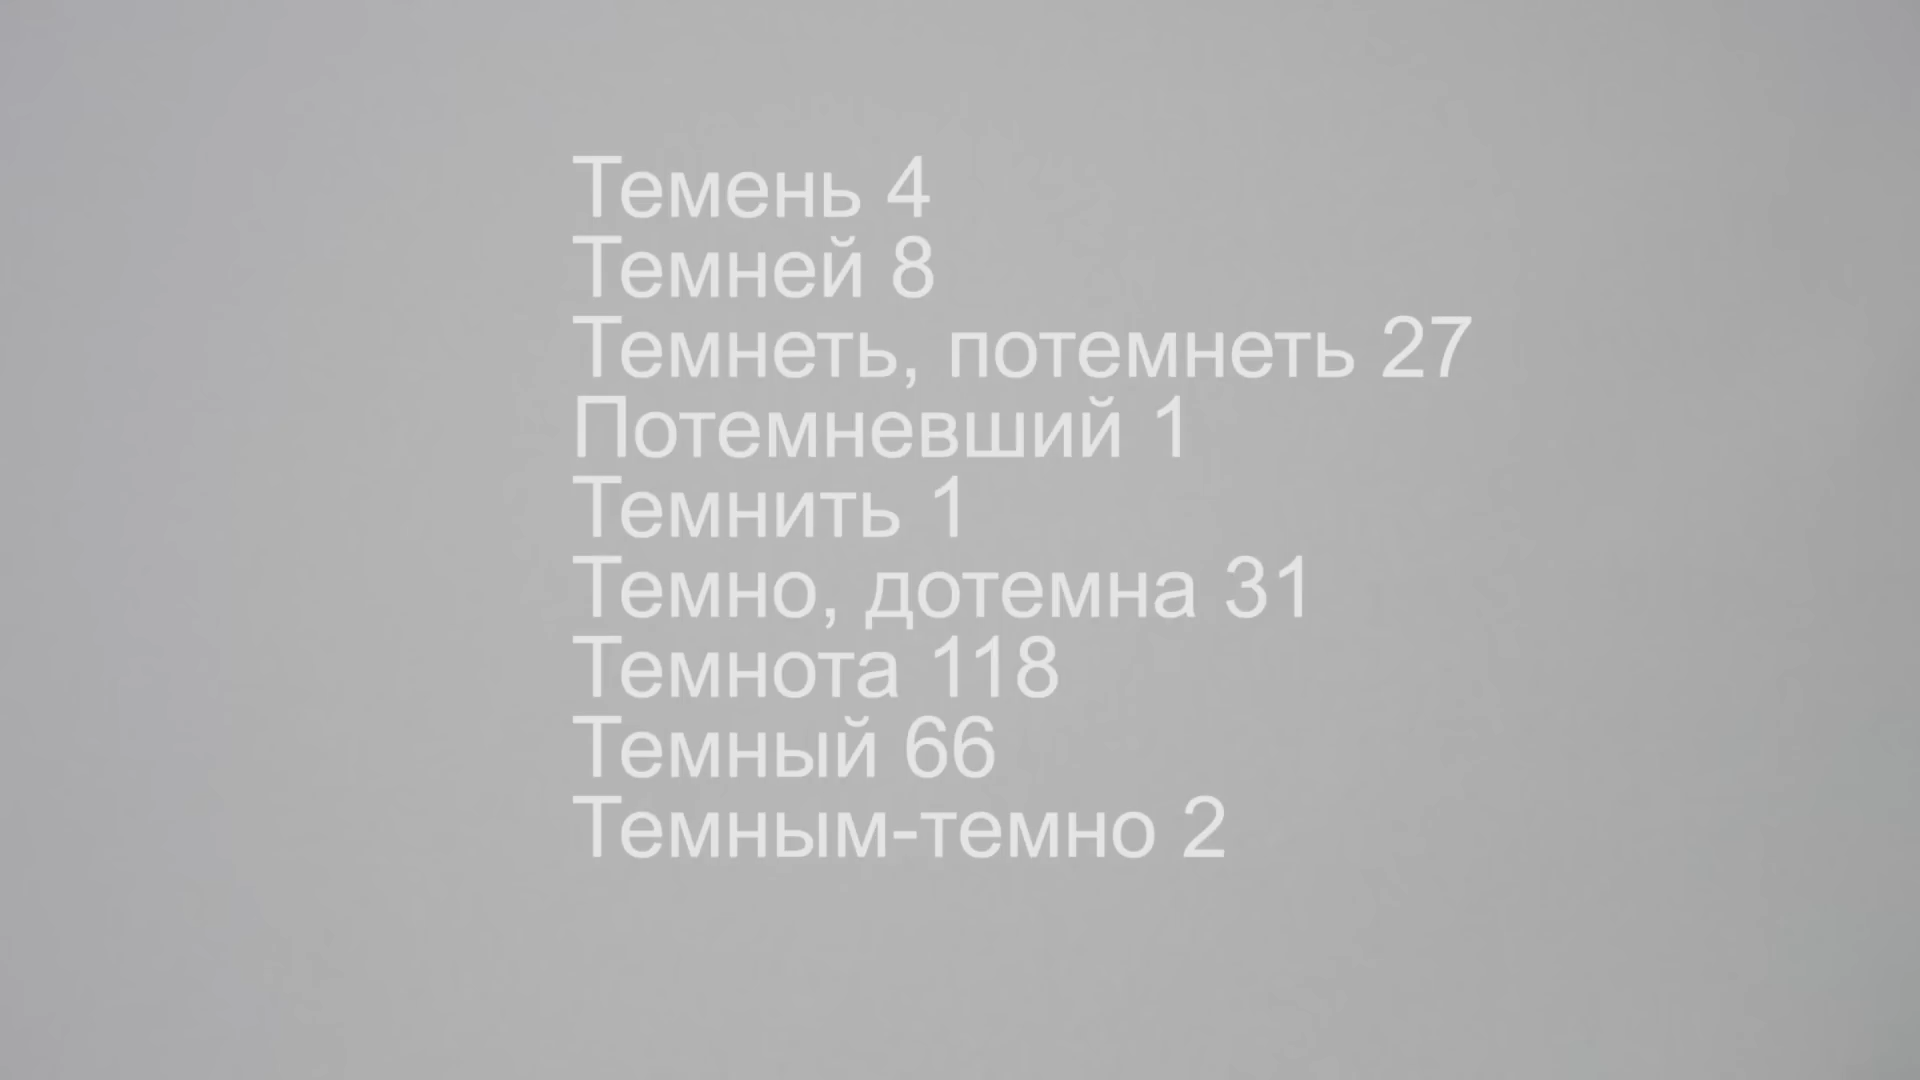 Темень 4
Темней 8
Темнеть, потемнеть 27
Потемневший 1
Темнить 1
Темно, дотемна 31
Темнота 118
Темный 66
Темным-темно 2